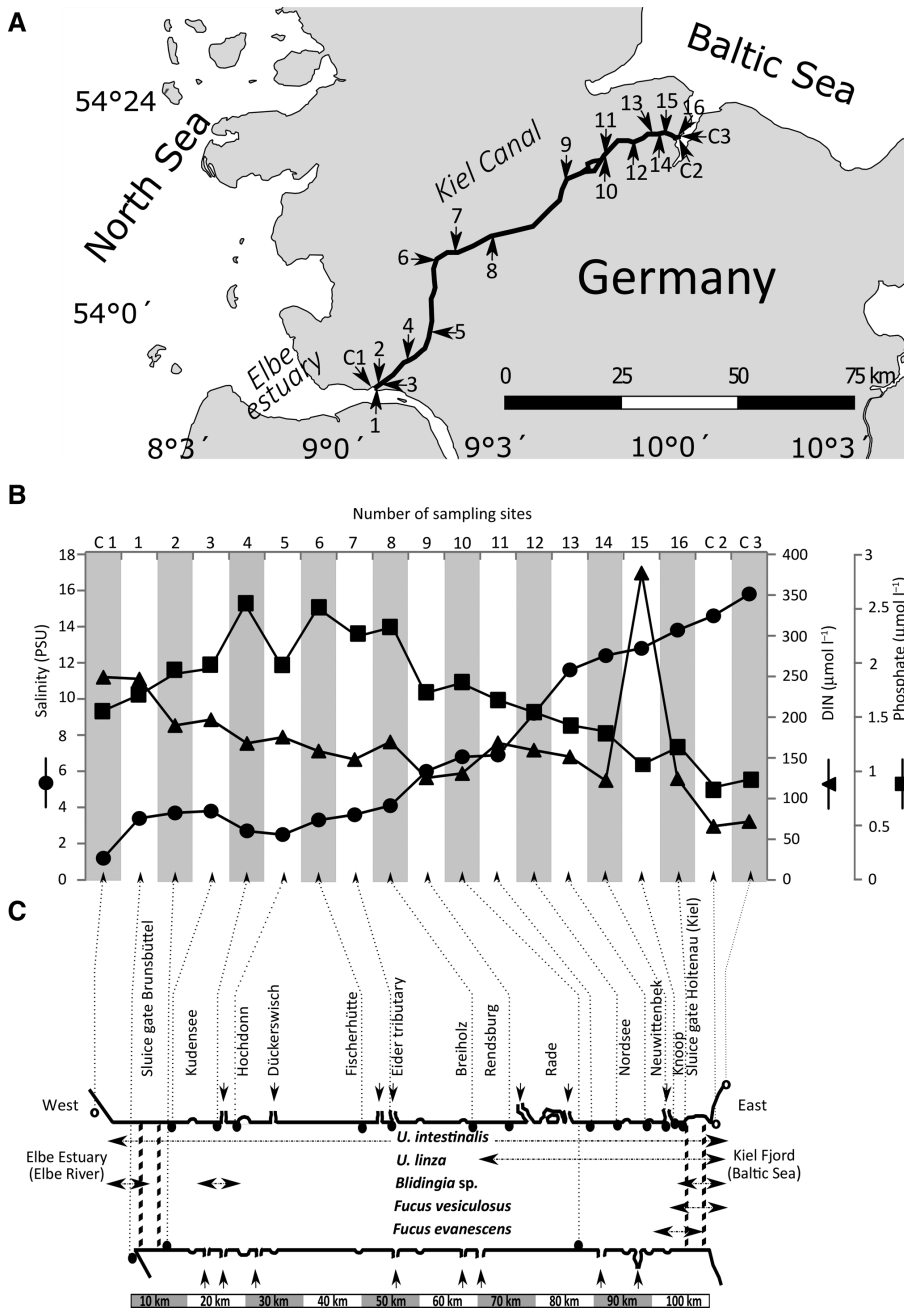 A
Baltic Sea
54°24
North Sea
Kiel Canal
13 15 16
11
9
C3
12 14 C2
10
7
6
8
Germany
54°0´
4
5
C1 2
3
1
Elbe estuary
0 25 50 75 km
8°3´ 9°0´ 9°3´ 10°0´ 10°3´
B
Number of sampling sites
C 1 1 2 3 4 5 6 7 8 9 10 11 12 13 14 15 16 C 2 C 3
18
16
14
12
10
8
6
4
2
0
Salinity (PSU)
400
350
300
250
200
150
100
50
0
DIN (µmol l⁻¹)
3
2.5
2
1.5
1
0.5
0
Phosphate (µmol l⁻¹)
C
Sluice gate Brunsbüttel
Kudensee
Hochdonn
Dückerswisch
Fischerhütte
Eider tributary
Breiholz
Rendsburg
Rade
Nordsee
Neuwittenbek
Knoop
Sluice gate Holtenau (Kiel)
West
East
U. intestinalis
Elbe Estuary
(Elbe River)
Kiel Fjord
(Baltic Sea)
U. linza
Blidingia sp.
Fucus vesiculosus
Fucus evanescens
10 km 20 km 30 km 40 km 50 km 60 km 70 km 80 km 90 km 100 km